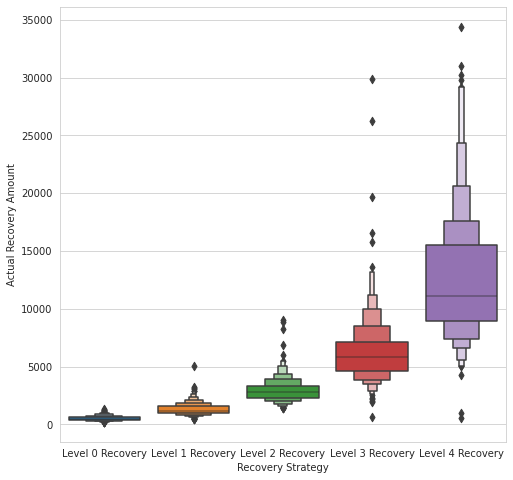 35000
30000
25000
20000
15000
10000
5000
0
Actual Recovery Amount
Level 0 Recovery Level 1 Recovery Level 2 Recovery Level 3 Recovery Level 4 Recovery
Recovery Strategy